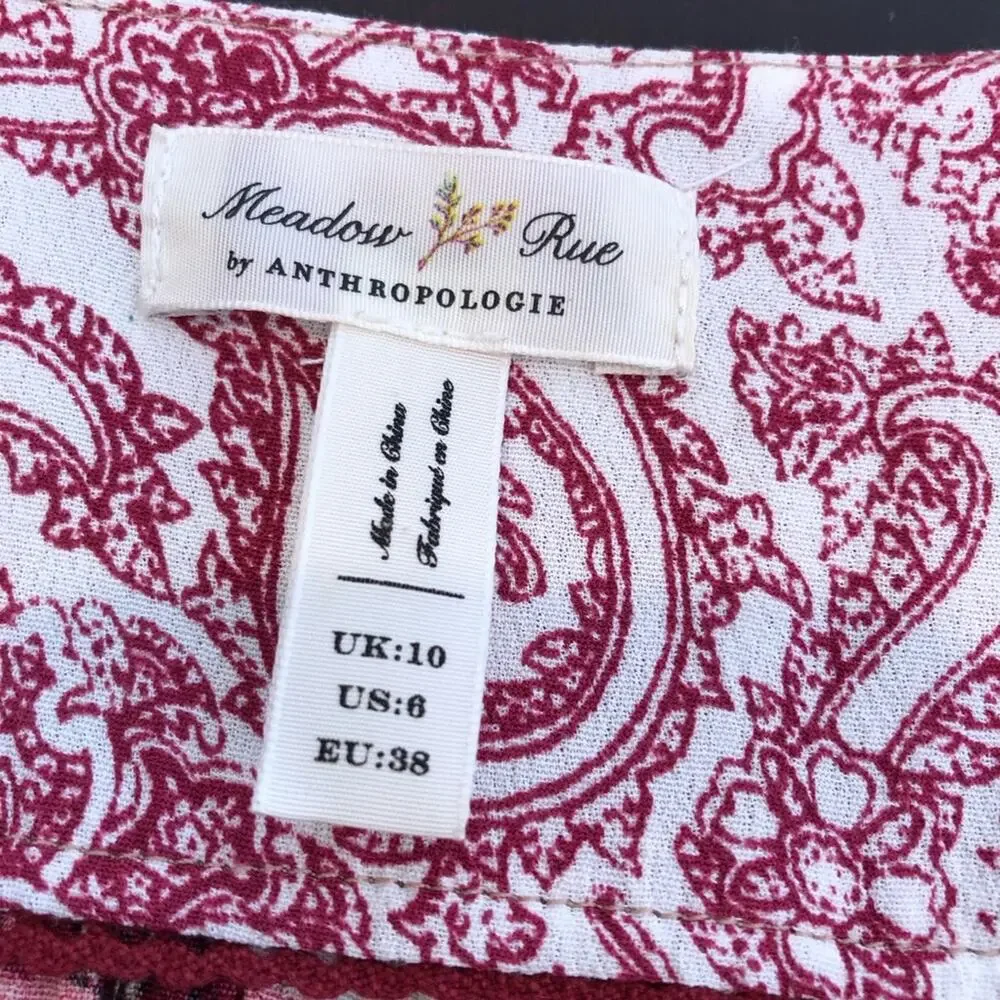 Meadow Rue
by ANTHROPOLOGIE
Made in China
Fabriqué en Chine
UK:10
US:6
EU:38